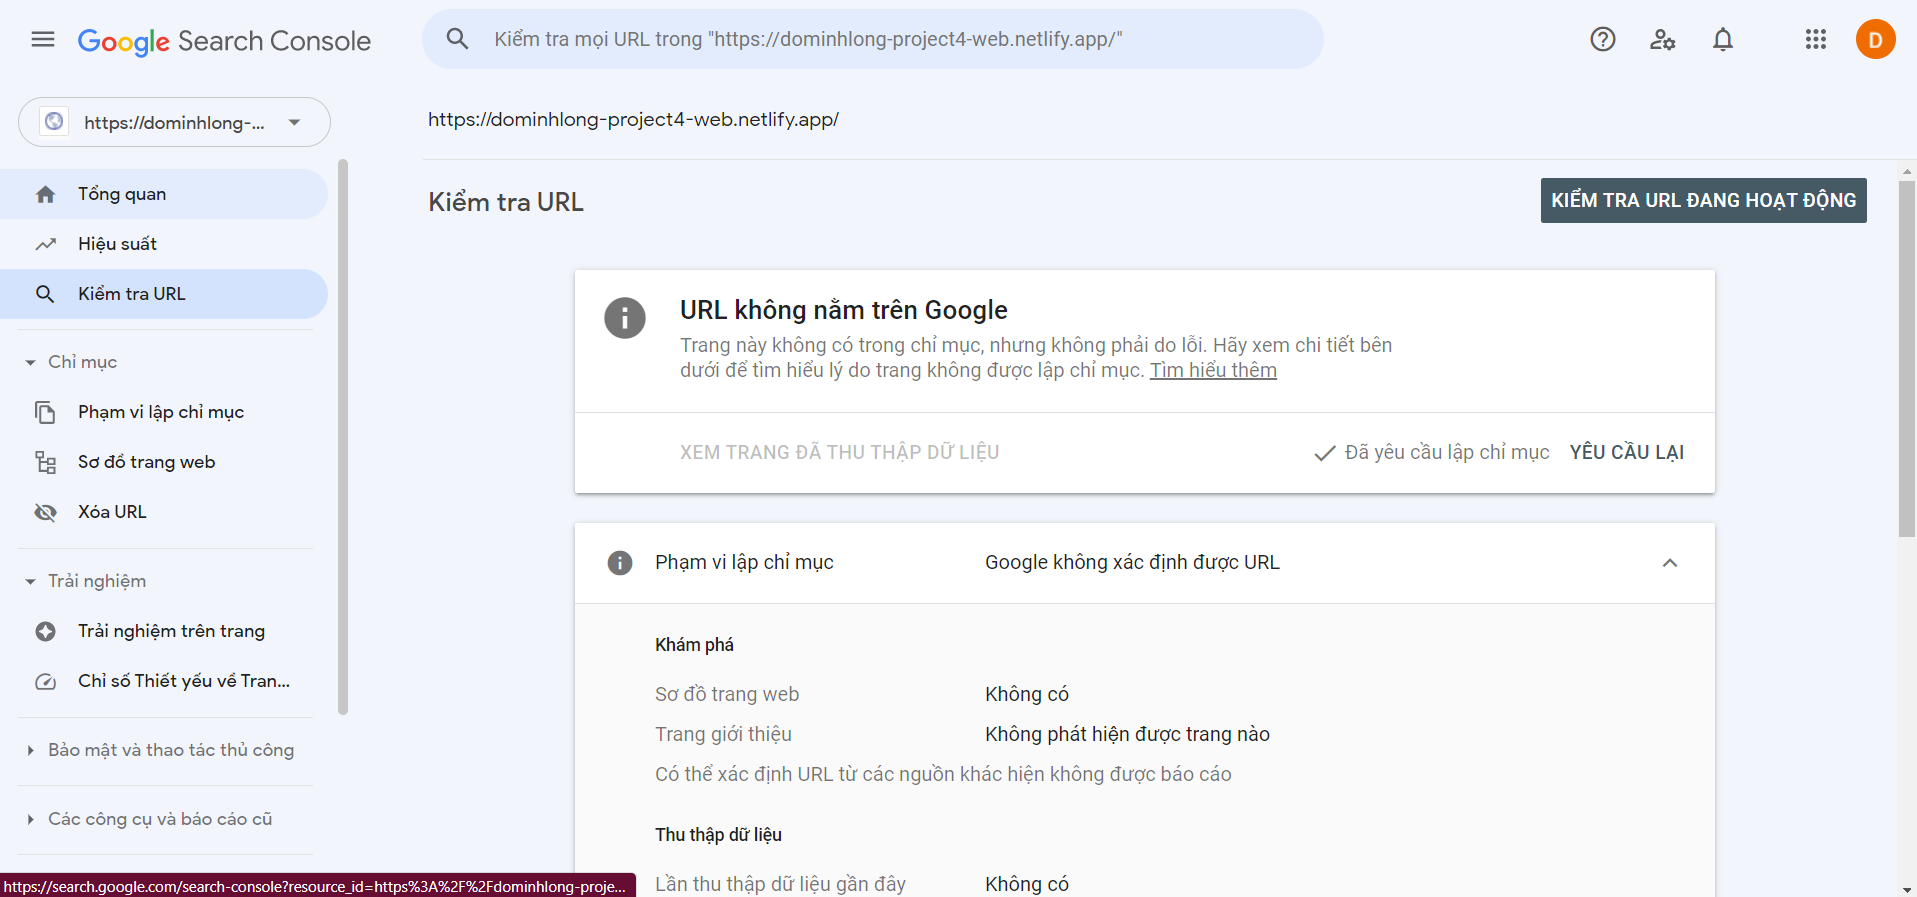 Google Search Console
Kiểm tra mọi URL trong "https://dominhlong-project4-web.netlify.app/"
D
https://dominhlong-...
https://dominhlong-project4-web.netlify.app/
Tổng quan
Hiệu suất
Kiểm tra URL
Chỉ mục
Phạm vi lập chỉ mục
Sơ đồ trang web
Xóa URL
Trải nghiệm
Trải nghiệm trên trang
Chỉ số Thiết yếu về Tran...
Bảo mật và thao tác thủ công
Các công cụ và báo cáo cũ
Kiểm tra URL
KIỂM TRA URL ĐANG HOẠT ĐỘNG
URL không nằm trên Google
Trang này không có trong chỉ mục, nhưng không phải do lỗi. Hãy xem chi tiết bên
dưới để tìm hiểu lý do trang không được lập chỉ mục. Tìm hiểu thêm
XEM TRANG ĐÃ THU THẬP DỮ LIỆU
Đã yêu cầu lập chỉ mục
YÊU CẦU LẠI
Phạm vi lập chỉ mục
Google không xác định được URL
Khám phá
Sơ đồ trang web
Không có
Trang giới thiệu
Không phát hiện được trang nào
Có thể xác định URL từ các nguồn khác hiện không được báo cáo
Thu thập dữ liệu
Lần thu thập dữ liệu gần đây
Không có
https://search.google.com/search-console?resource_id=https%3A%2F%2Fdominhlong-proje...